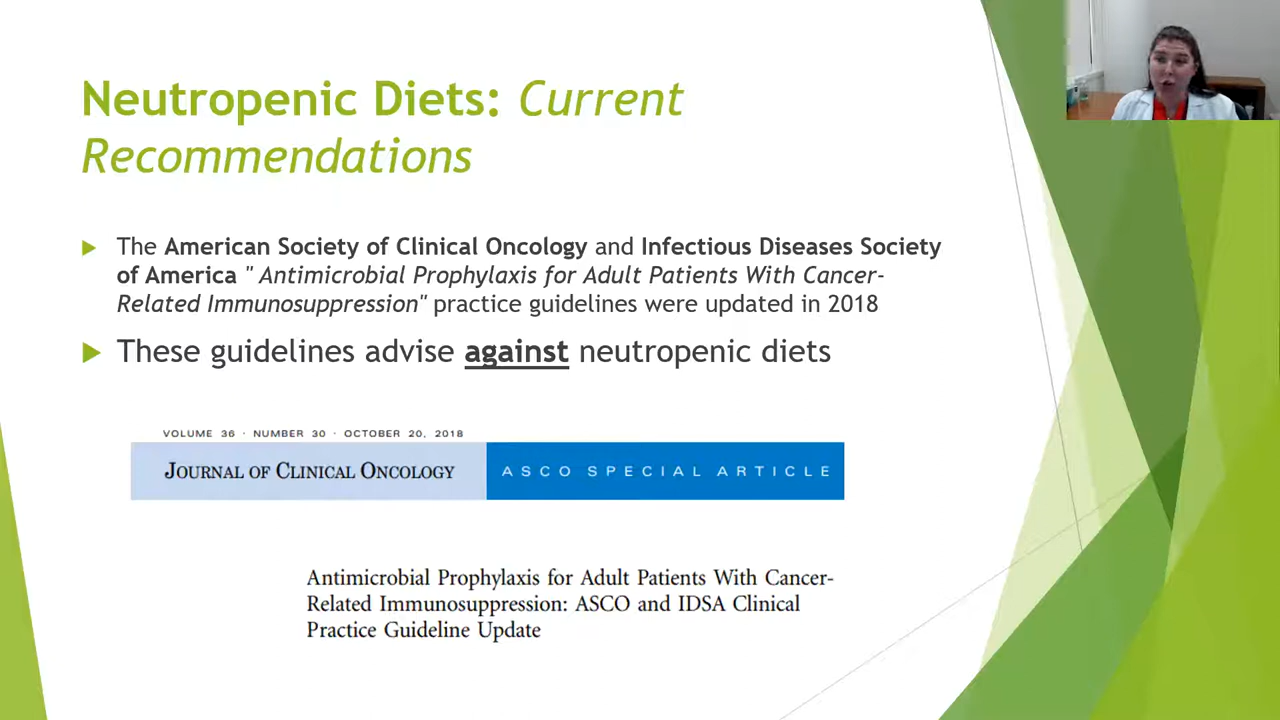 Neutropenic Diets: Current
Recommendations
The American Society of Clinical Oncology and Infectious Diseases Society
of America " Antimicrobial Prophylaxis for Adult Patients With Cancer-
Related Immunosuppression" practice guidelines were updated in 2018
These guidelines advise against neutropenic diets
VOLUME 36 · NUMBER 30 · OCTOBER 20, 2018
JOURNAL OF CLINICAL ONCOLOGY ASCO SPECIAL ARTICLE
Antimicrobial Prophylaxis for Adult Patients With Cancer-
Related Immunosuppression: ASCO and IDSA Clinical
Practice Guideline Update